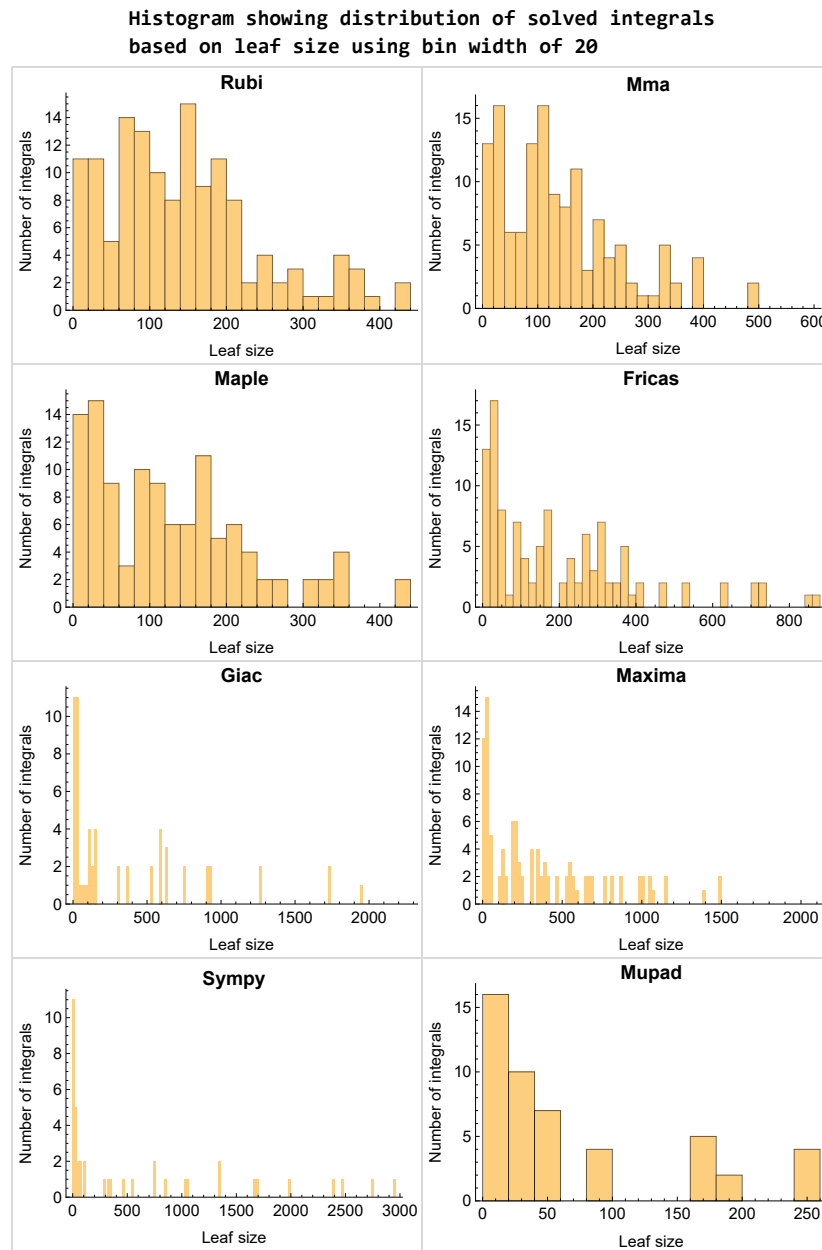 Histogram showing distribution of solved integrals
based on leaf size using bin width of 20
Rubi
Number of integrals
14
12
10
8
6
4
2
0
0 100 200 300 400
Leaf size
Mma
Number of integrals
15
10
5
0
0 100 200 300 400 500 600
Leaf size
Maple
Number of integrals
14
12
10
8
6
4
2
0
0 100 200 300 400
Leaf size
Fricas
Number of integrals
15
10
5
0
0 200 400 600 800
Leaf size
Giac
Number of integrals
10
8
6
4
2
0
0 500 1000 1500 2000
Leaf size
Maxima
Number of integrals
14
12
10
8
6
4
2
0
0 500 1000 1500 2000
Leaf size
Sympy
Number of integrals
10
8
6
4
2
0
0 500 1000 1500 2000 2500 3000
Leaf size
Mupad
Number of integrals
15
10
5
0
0 50 100 150 200 250
Leaf size